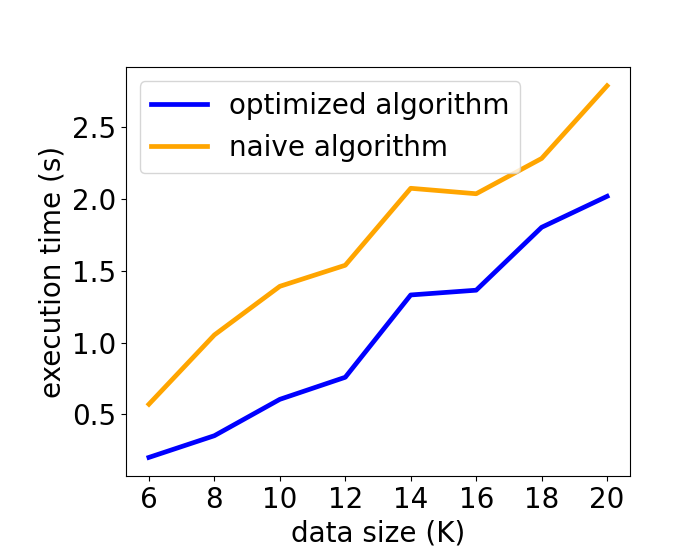 optimized algorithm
naive algorithm
execution time (s)
2.5
2.0
1.5
1.0
0.5
6 8 10 12 14 16 18 20
data size (K)